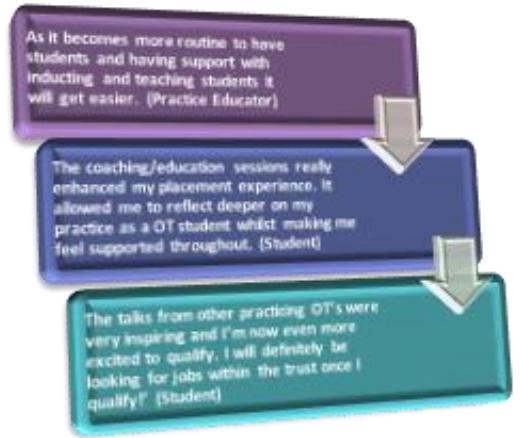 As it becomes more routine to have
students and having support with
inducting and teaching students it
will get easier. (Practice Educator)
The coaching/education sessions really
enhanced my placement experience. It
allowed me to reflect deeper on my
practice as a OT student whilst making me
feel supported throughout. (Student)
The talks from other practicing OT's were
very inspiring and I'm now even more
excited to qualify. I will definitely be
looking for jobs within the trust once I
qualify!' (Student)